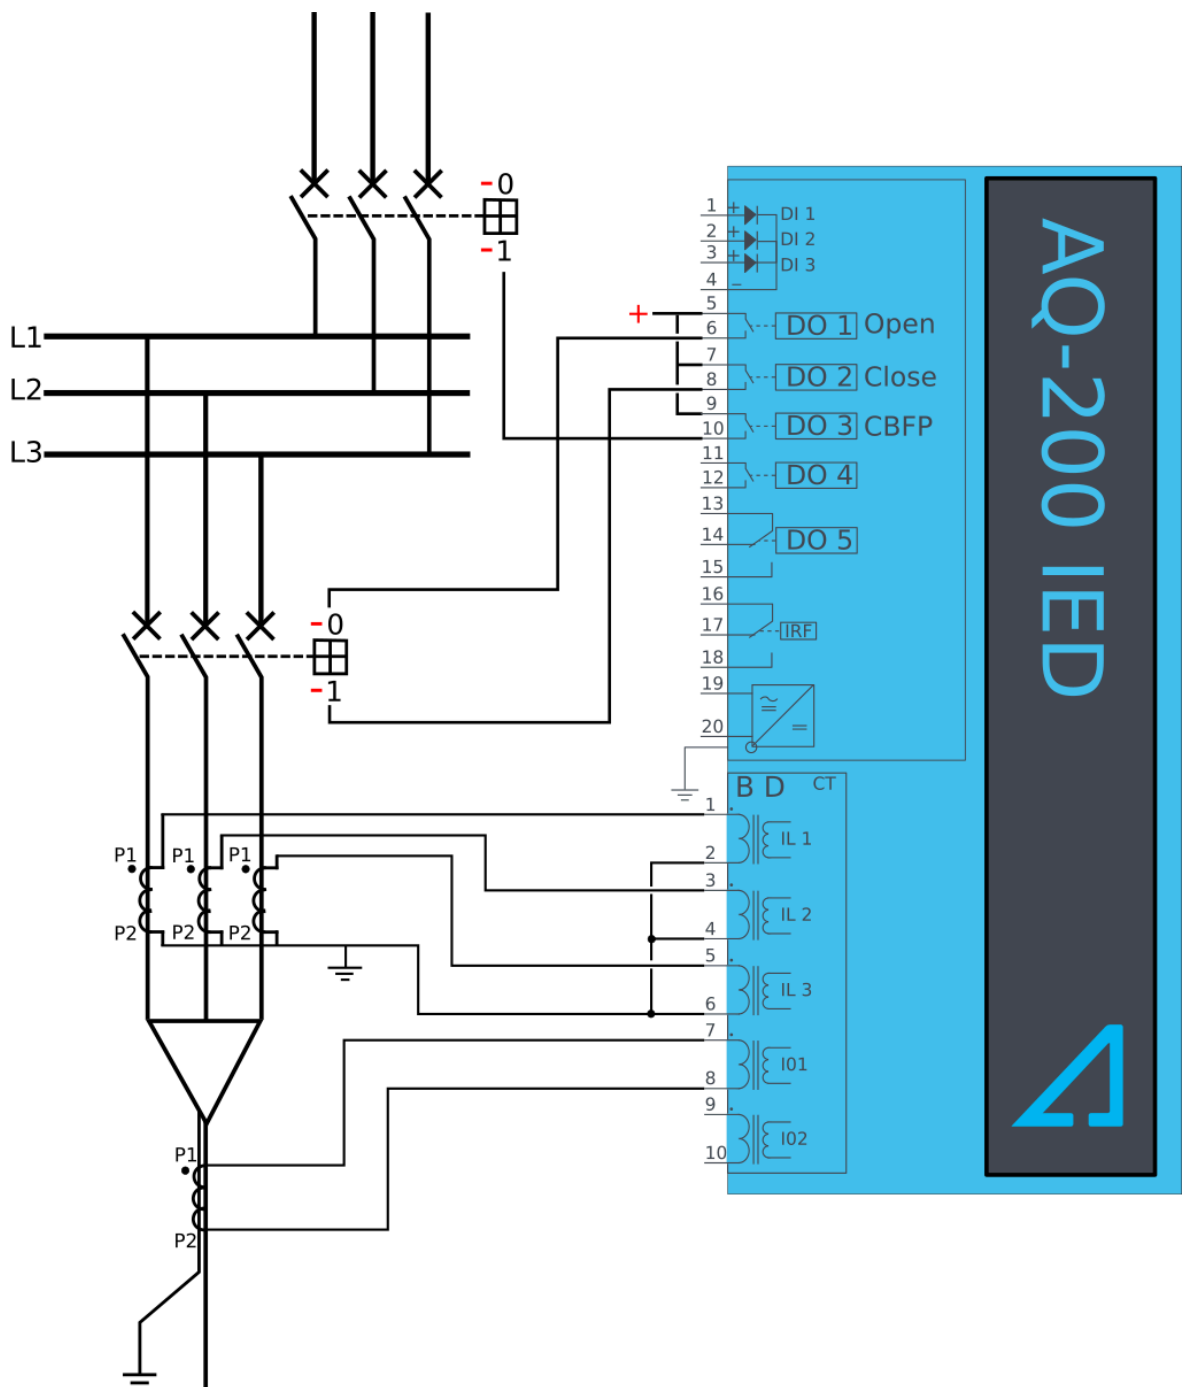 -0
-1
L1
L2
L3
-0
-1
P1
P1
P1
P2
P2
P2
P1
P2
+
1
+
DI 1
2
+
DI 2
3
+
DI 3
4
–
5
6
DO 1 Open
7
8
DO 2 Close
9
10
DO 3 CBFP
11
12
DO 4
13
14
DO 5
15
16
17
IRF
18
19
20
B D
CT
1
IL 1
2
3
IL 2
4
5
IL 3
6
7
I01
8
9
I02
10
AQ-200 IED